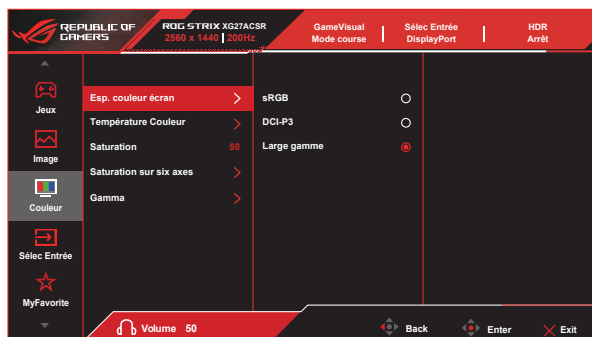 REPUBLIC OF GAMERS
ROG STRIX XG27ACSR
2560 x 1440 200Hz
GameVisual
Mode course
Sélec Entrée
DisplayPort
HDR
Arrêt
Jeux
Image
Couleur
Sélec Entrée
MyFavorite
Esp. couleur écran
Température Couleur
Saturation 50
Saturation sur six axes
Gamma
sRGB
DCI-P3
Large gamme
Volume 50
Back
Enter
Exit